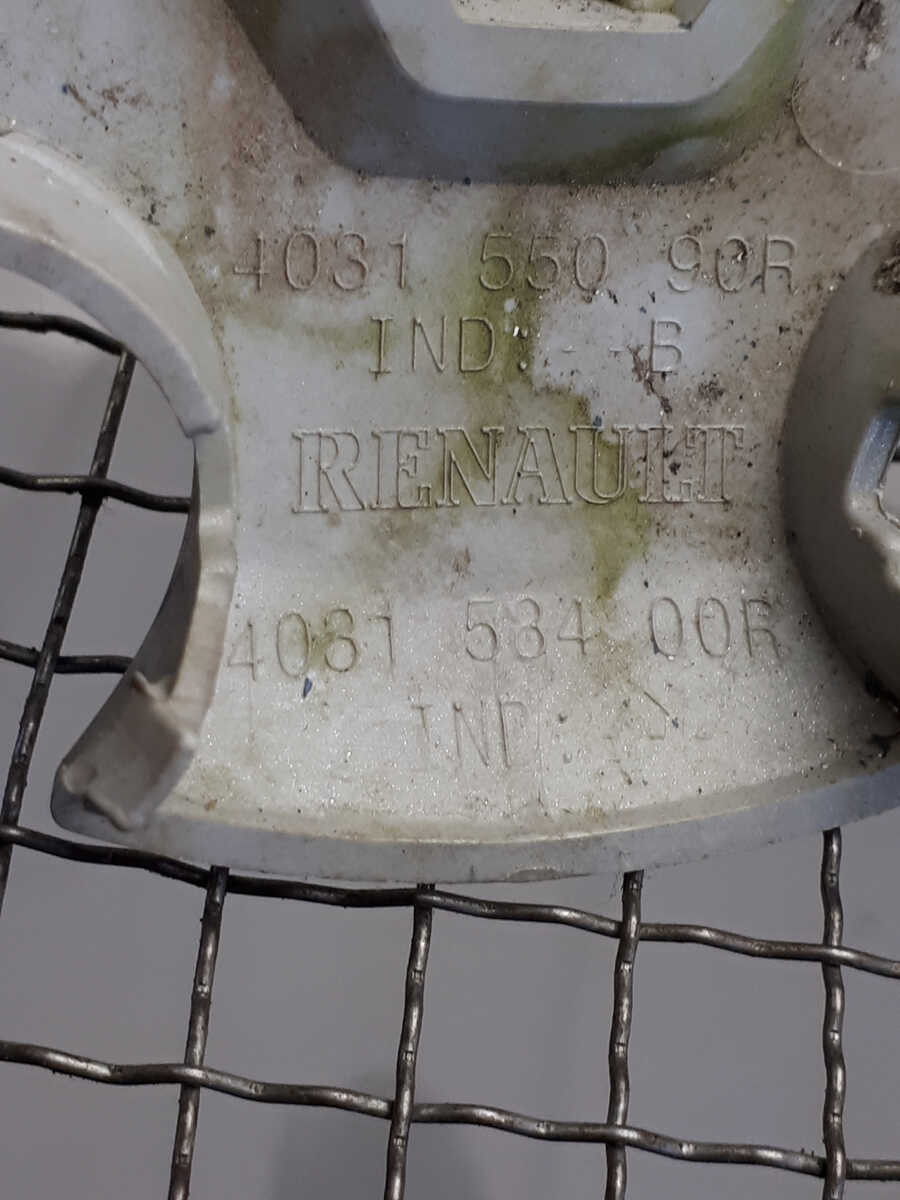 4031 550 90R
IND:--B
RENAULT
4031 534 00R
IND: